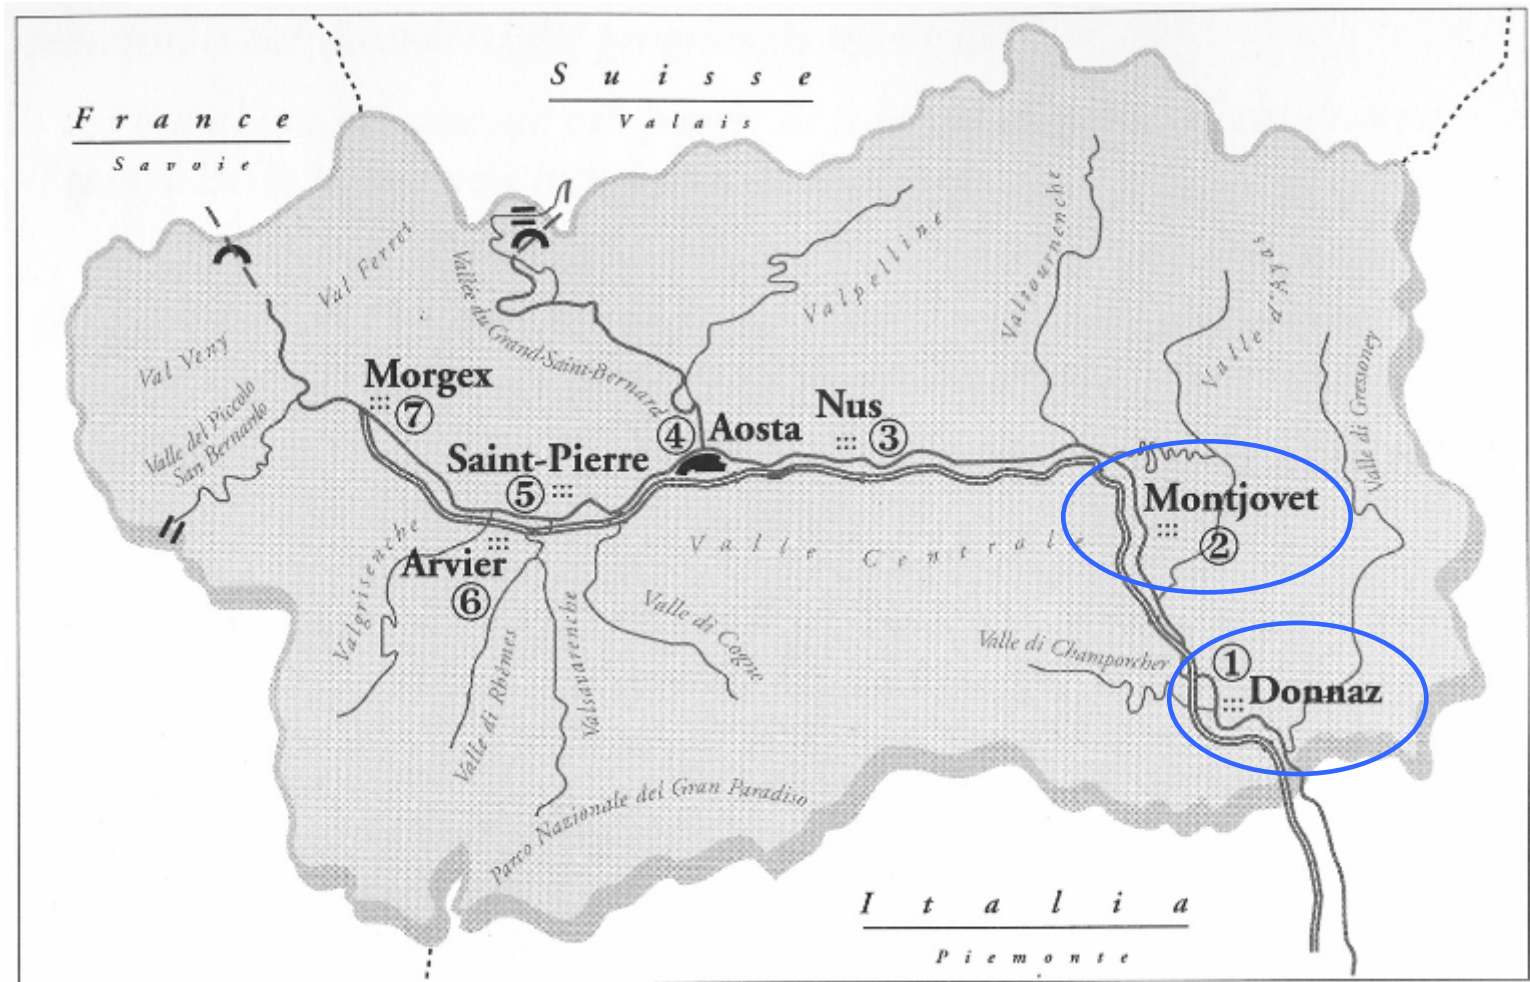 Suisse
Valais
France
Savoie
Val Ferret
Val Veny
Vallée du Grand-Saint-Bernard
Valpelline
Valtournenche
Valle d'Ayas
Valle di Gressoney
Valle del Piccolo
San Bernardo
Morgex
7
Nus
3
4
Aosta
Saint-Pierre
5
Montjovet
2
Valle Centrale
Arvier
6
Valgrisenche
Valle di Rhêmes
Valsavarenche
Valle di Cogne
Valle di Champorcher
1
Donnaz
Parco Nazionale del Gran Paradiso
Italia
Piemonte